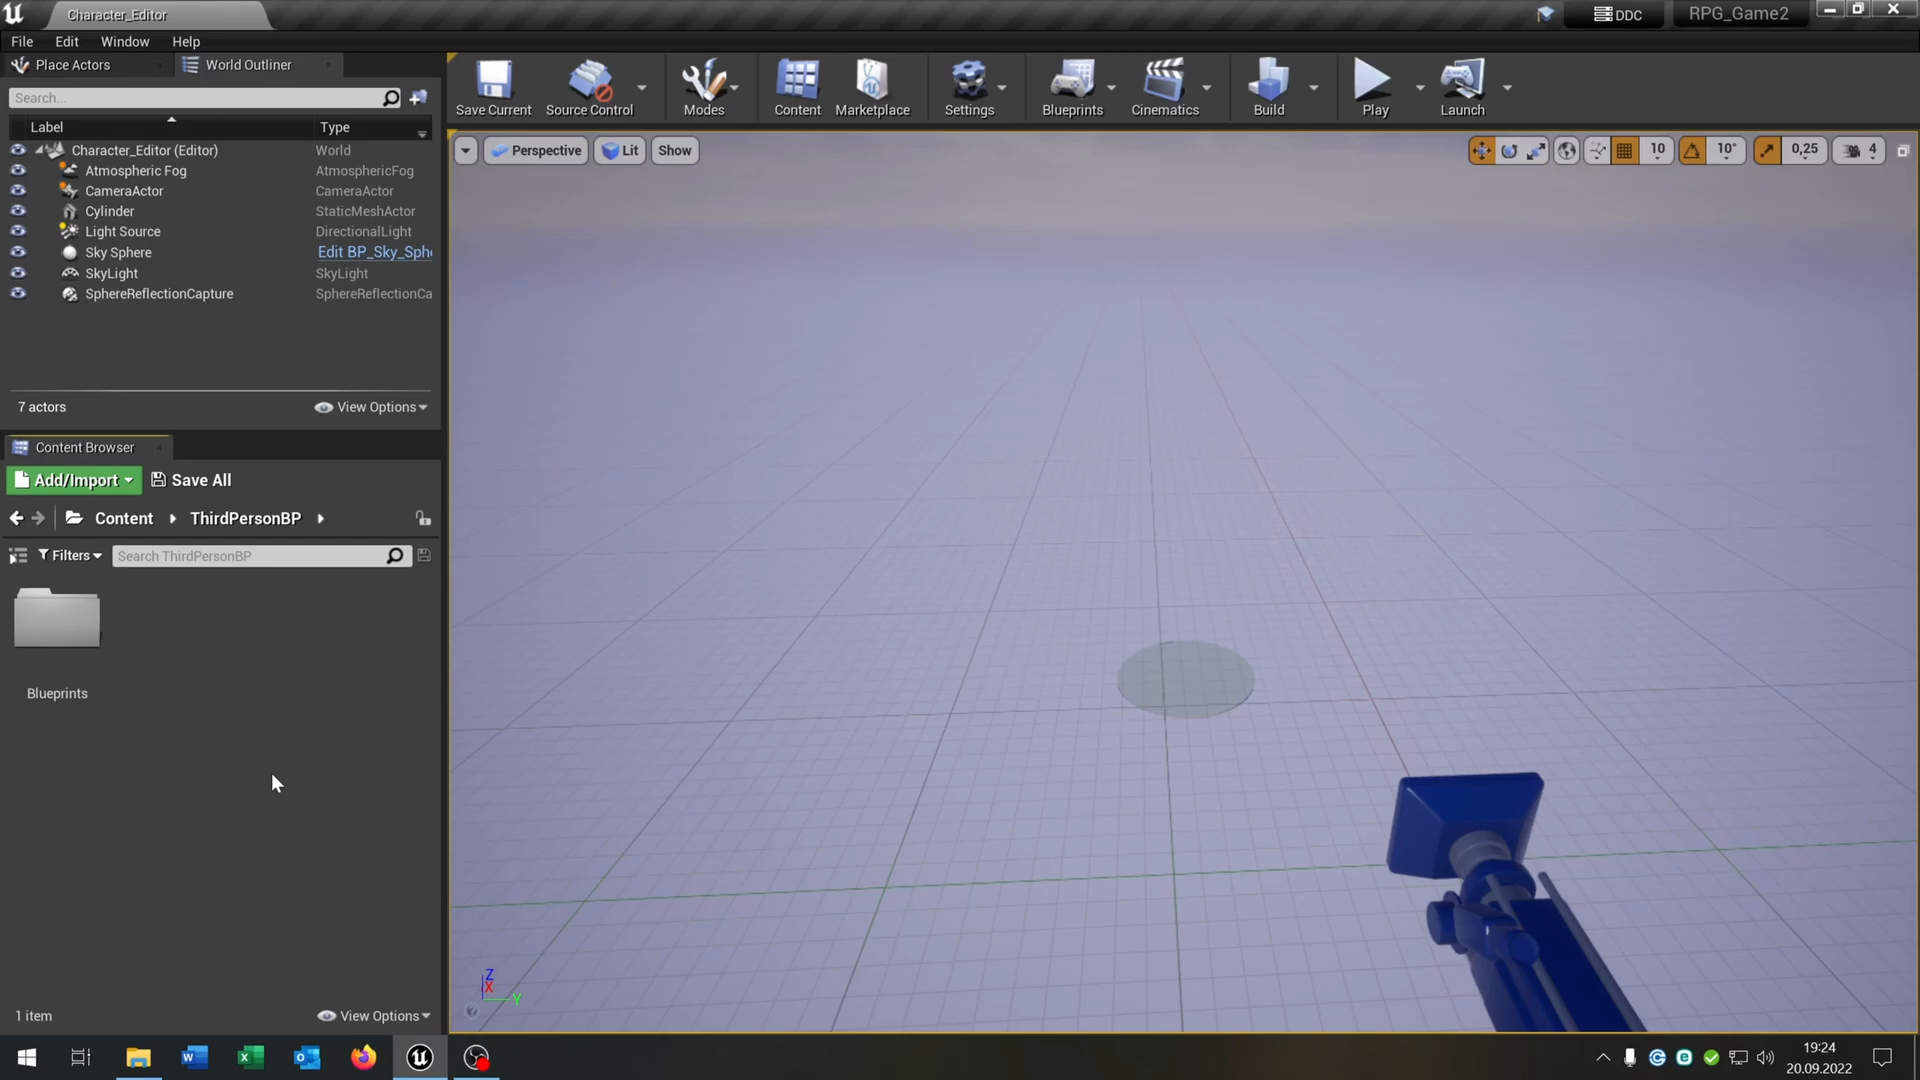 Character_Editor
DDC
RPG_Game2
File Edit Window Help
Place Actors
World Outliner
Search...
Label Type
Character_Editor (Editor) World
Atmospheric Fog AtmosphericFog
CameraActor CameraActor
Cylinder StaticMeshActor
Light Source DirectionalLight
Sky Sphere Edit BP_Sky_Sph
SkyLight SkyLight
SphereReflectionCapture SphereReflectionCa
7 actors View Options
Save Current Source Control Modes Content Marketplace Settings Blueprints Cinematics Build Play Launch
Perspective Lit Show
10 10° 0,25 4
Content Browser
Add/Import Save All
Content ThirdPersonBP
Filters Search ThirdPersonBP
Blueprints
1 item View Options
Z
X
Y
19:24
20.09.2022